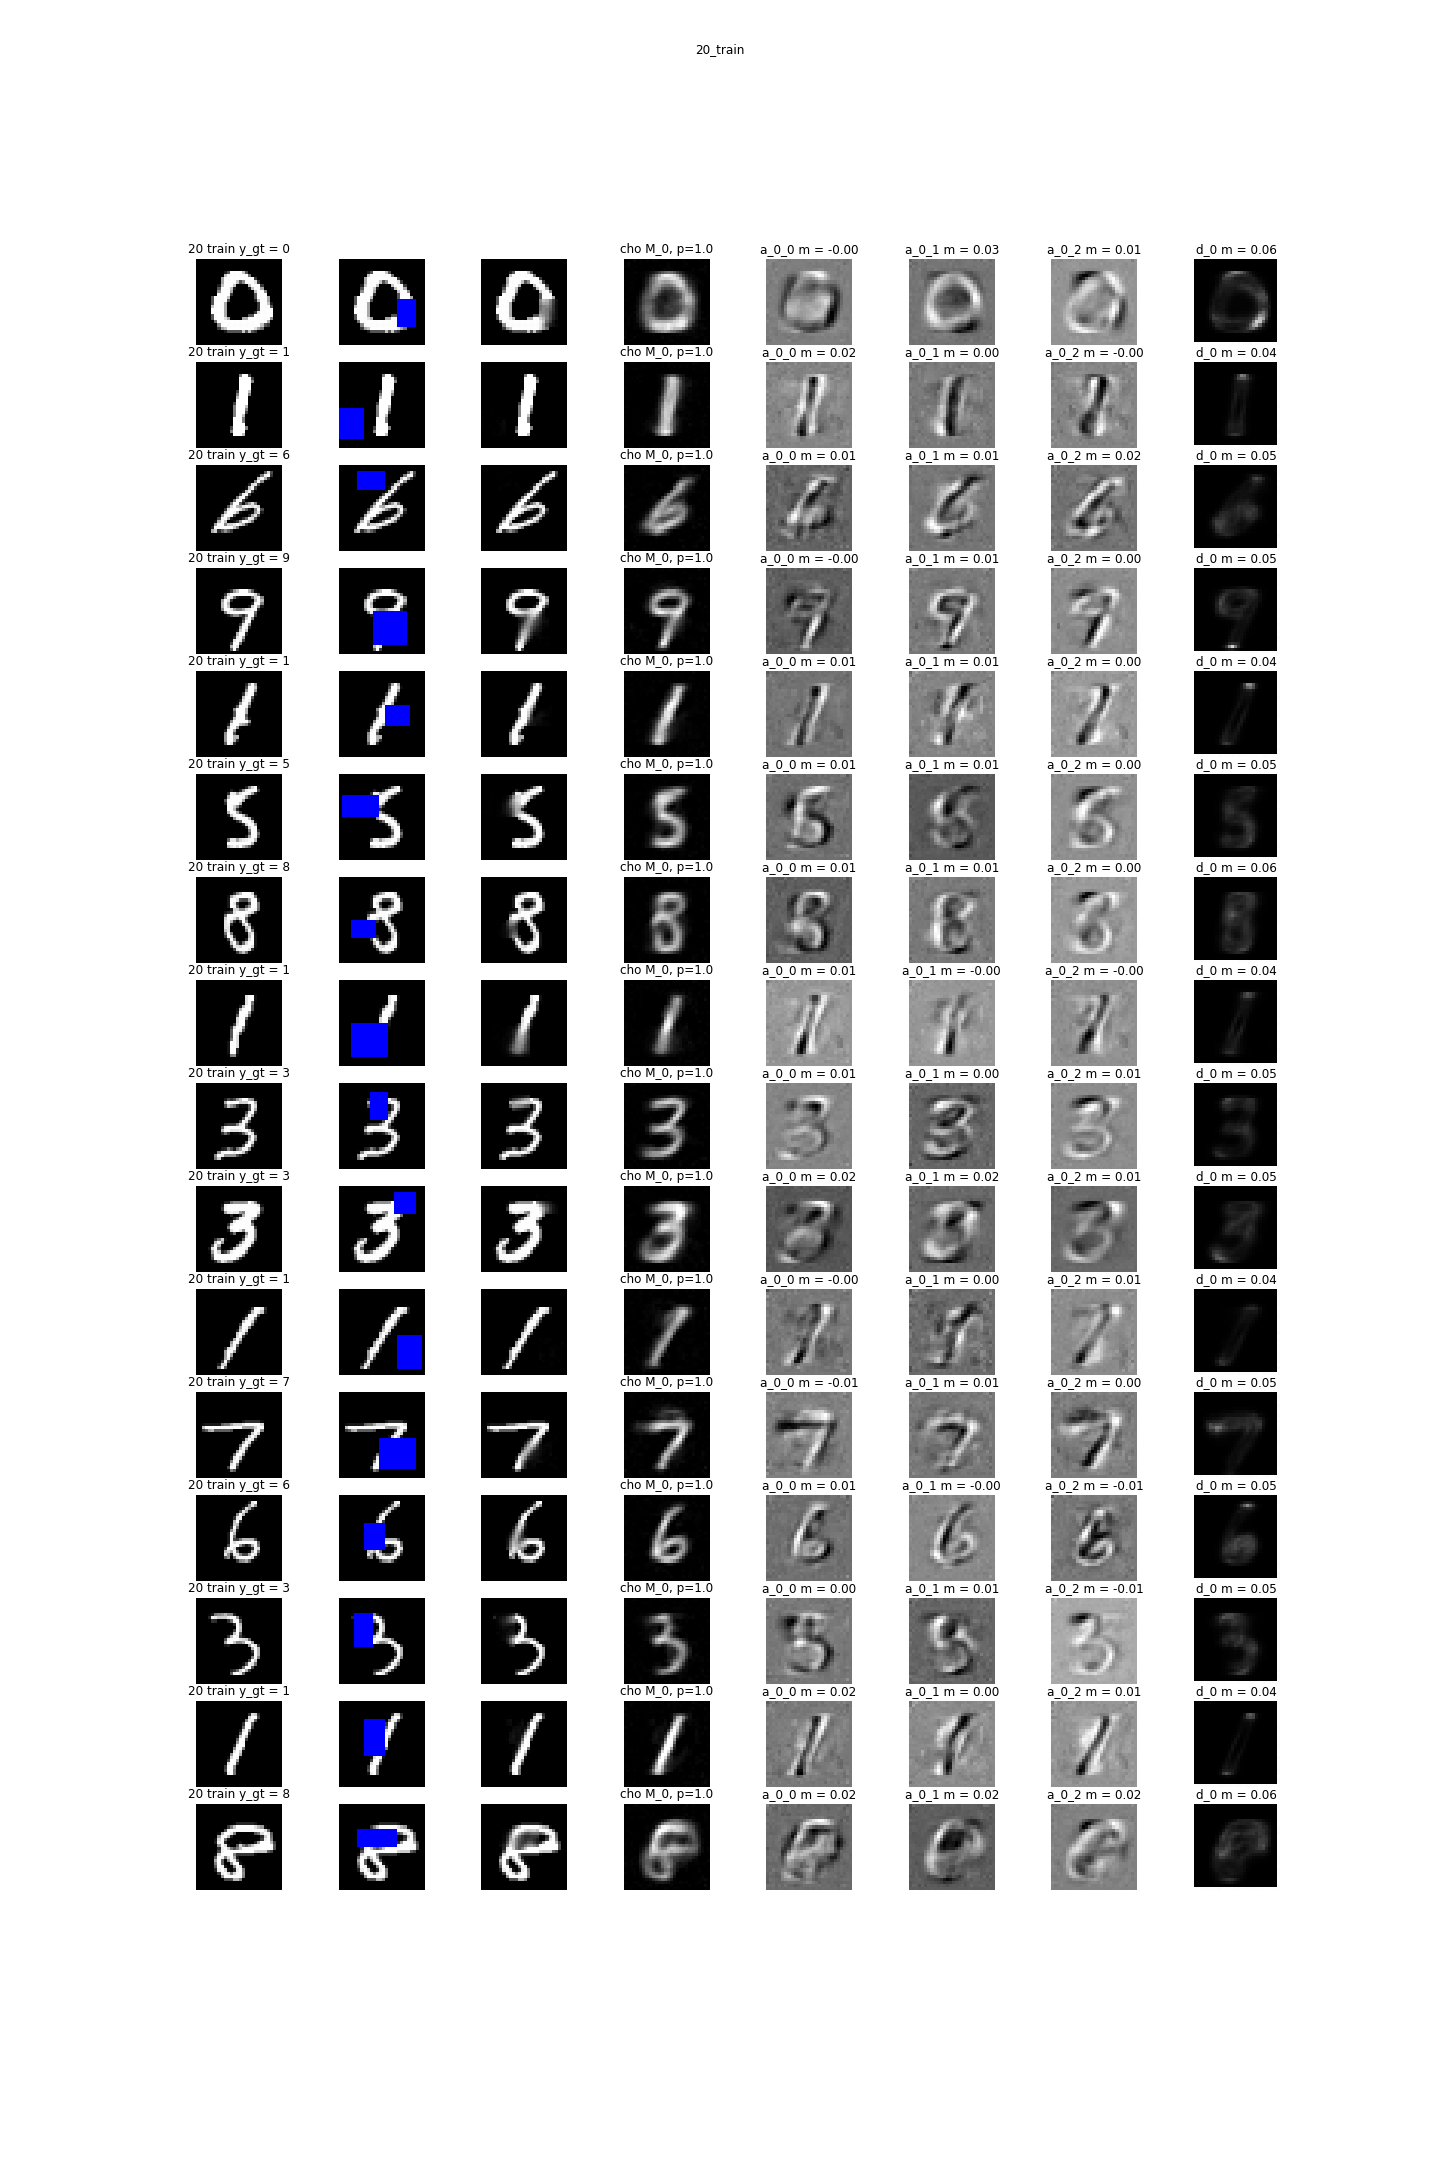 20_train
20 train y_gt = 0 cho M_0, p=1.0 a_0_0 m = -0.00 a_0_1 m = 0.03 a_0_2 m = 0.01 d_0 m = 0.06
20 train y_gt = 1 cho M_0, p=1.0 a_0_0 m = 0.02 a_0_1 m = 0.00 a_0_2 m = -0.00 d_0 m = 0.04
20 train y_gt = 6 cho M_0, p=1.0 a_0_0 m = 0.01 a_0_1 m = 0.01 a_0_2 m = 0.02 d_0 m = 0.05
20 train y_gt = 9 cho M_0, p=1.0 a_0_0 m = -0.00 a_0_1 m = 0.01 a_0_2 m = 0.00 d_0 m = 0.05
20 train y_gt = 1 cho M_0, p=1.0 a_0_0 m = 0.01 a_0_1 m = 0.01 a_0_2 m = 0.00 d_0 m = 0.04
20 train y_gt = 5 cho M_0, p=1.0 a_0_0 m = 0.01 a_0_1 m = 0.01 a_0_2 m = 0.00 d_0 m = 0.05
20 train y_gt = 8 cho M_0, p=1.0 a_0_0 m = 0.01 a_0_1 m = 0.01 a_0_2 m = 0.00 d_0 m = 0.06
20 train y_gt = 1 cho M_0, p=1.0 a_0_0 m = 0.01 a_0_1 m = -0.00 a_0_2 m = -0.00 d_0 m = 0.04
20 train y_gt = 3 cho M_0, p=1.0 a_0_0 m = 0.01 a_0_1 m = 0.00 a_0_2 m = 0.01 d_0 m = 0.05
20 train y_gt = 3 cho M_0, p=1.0 a_0_0 m = 0.02 a_0_1 m = 0.02 a_0_2 m = 0.01 d_0 m = 0.05
20 train y_gt = 1 cho M_0, p=1.0 a_0_0 m = -0.00 a_0_1 m = 0.00 a_0_2 m = 0.01 d_0 m = 0.04
20 train y_gt = 7 cho M_0, p=1.0 a_0_0 m = -0.01 a_0_1 m = 0.01 a_0_2 m = 0.00 d_0 m = 0.05
20 train y_gt = 6 cho M_0, p=1.0 a_0_0 m = 0.01 a_0_1 m = -0.00 a_0_2 m = -0.01 d_0 m = 0.05
20 train y_gt = 3 cho M_0, p=1.0 a_0_0 m = 0.00 a_0_1 m = 0.01 a_0_2 m = -0.01 d_0 m = 0.05
20 train y_gt = 1 cho M_0, p=1.0 a_0_0 m = 0.02 a_0_1 m = 0.00 a_0_2 m = 0.01 d_0 m = 0.04
20 train y_gt = 8 cho M_0, p=1.0 a_0_0 m = 0.02 a_0_1 m = 0.02 a_0_2 m = 0.02 d_0 m = 0.06